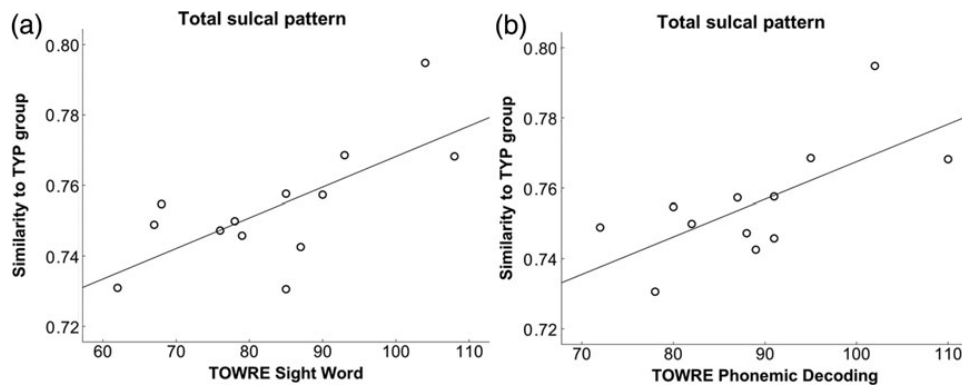 (a) Total sulcal pattern
Similarity to TYP group
0.80
0.78
0.76
0.74
0.72
60 70 80 90 100 110
TOWRE Sight Word
(b) Total sulcal pattern
Similarity to TYP group
0.80
0.78
0.76
0.74
0.72
70 80 90 100 110
TOWRE Phonemic Decoding